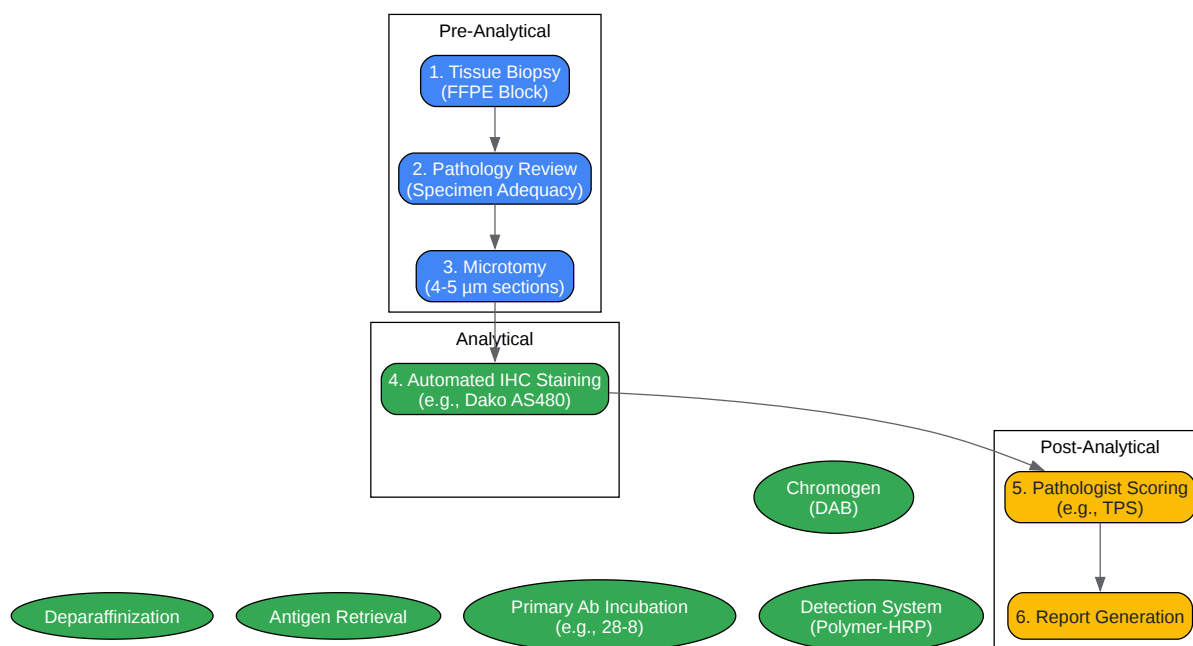 Pre-Analytical
1. Tissue Biopsy
(FFPE Block)
2. Pathology Review
(Specimen Adequacy)
3. Microtomy
(4-5 µm sections)
Analytical
4. Automated IHC Staining
(e.g., Dako AS480)
Post-Analytical
5. Pathologist Scoring
(e.g., TPS)
6. Report Generation
Chromogen
(DAB)
Deparaffinization
Antigen Retrieval
Primary Ab Incubation
(e.g., 28-8)
Detection System
(Polymer-HRP)